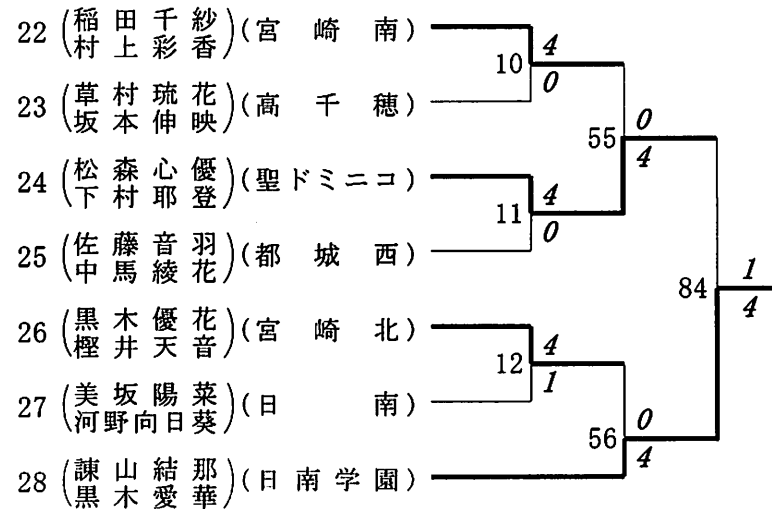 22 (稲田千紗 村上彩香) (宮崎南)
10 4 0
23 (草村琉花 坂本伸映) (高千穂)
55 0 4
24 (松森心優 下村耶登) (聖ドミニコ)
11 4 0
25 (佐藤音羽 中馬綾花) (都城西)
84 1 4
26 (黒木優花 樫井天音) (宮崎北)
12 4 1
27 (美坂陽菜 河野向日葵) (日南)
56 0 4
28 (諌山結那 黒木愛華) (日南学園)